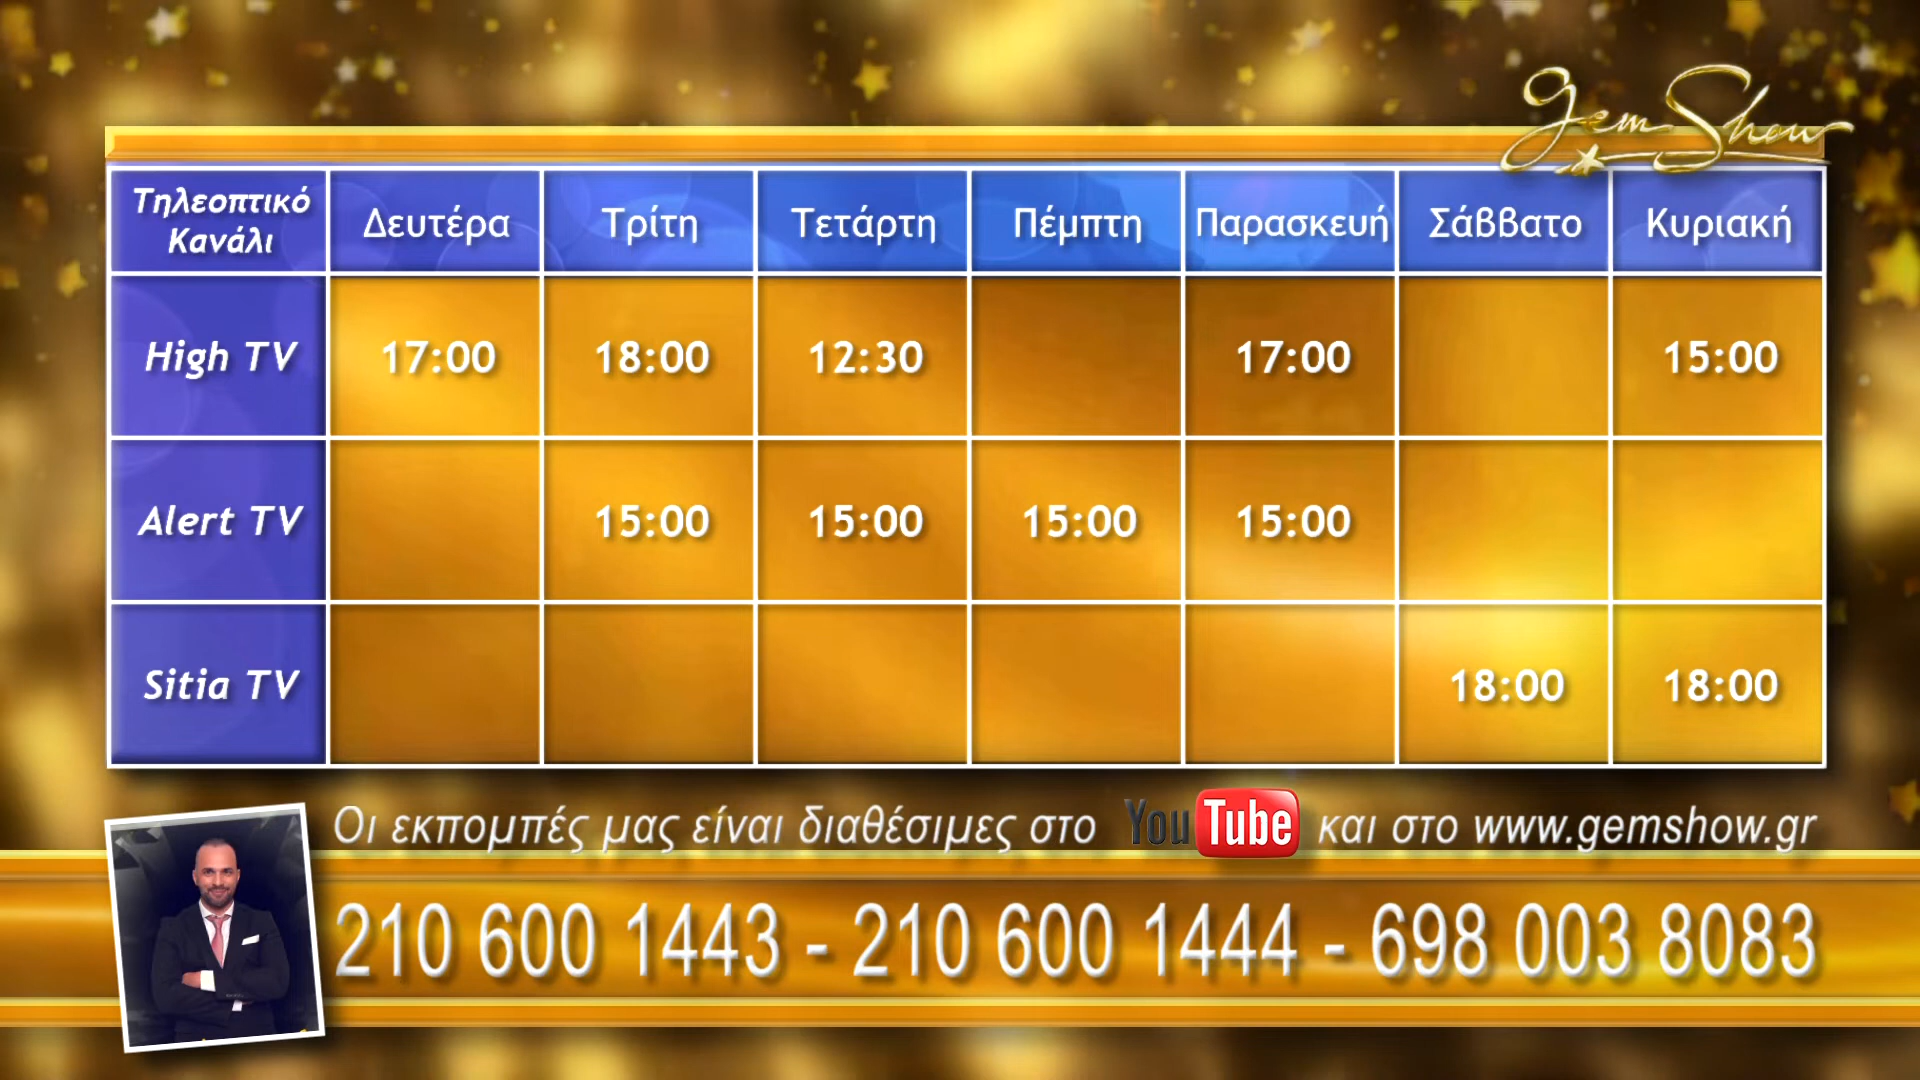 gem Show
Τηλεοπτικό
Κανάλι
Δευτέρα Τρίτη Τετάρτη Πέμπτη Παρασκευή Σάββατο Κυριακή
High TV 17:00 18:00 12:30 17:00 15:00
Alert TV 15:00 15:00 15:00 15:00
Sitia TV 18:00 18:00
Οι εκπομπές μας είναι διαθέσιμες στο YouTube και στο www.gemshow.gr
210 600 1443 - 210 600 1444 - 698 003 8083